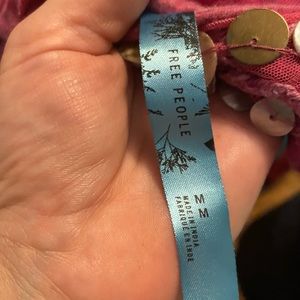 FREE PEOPLE
M M
MADE IN INDIA
FABRIQUÉ EN INDE